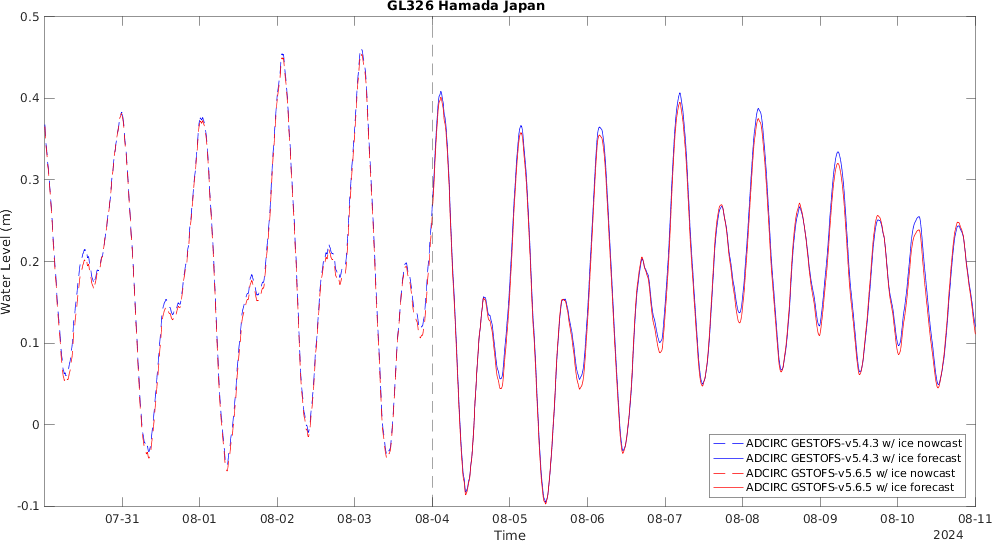 GL326 Hamada Japan
0.5
0.4
0.3
0.2
0.1
0
-0.1
Water Level (m)
07-31 08-01 08-02 08-03 08-04 08-05 08-06 08-07 08-08 08-09 08-10 08-11
Time
2024
ADCIRC GESTOFS-v5.4.3 w/ ice nowcast
ADCIRC GESTOFS-v5.4.3 w/ ice forecast
ADCIRC GSTOFS-v5.6.5 w/ ice nowcast
ADCIRC GSTOFS-v5.6.5 w/ ice forecast